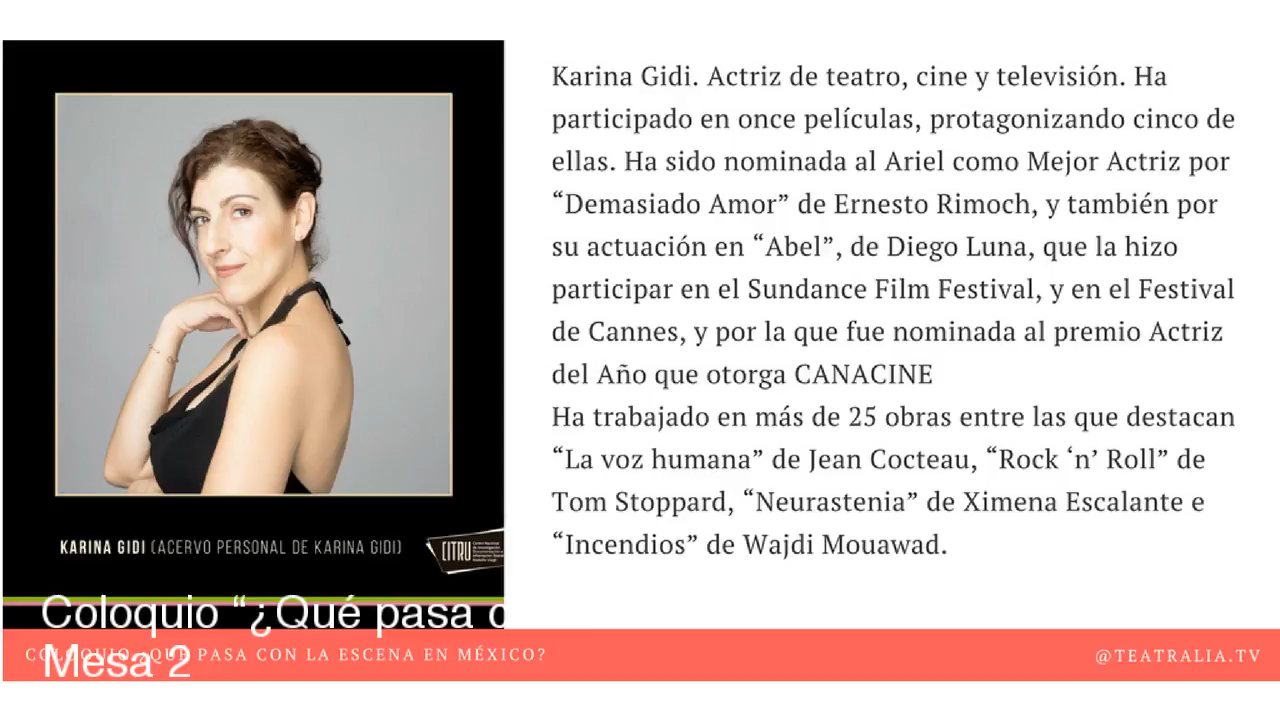 Karina Gidi. Actriz de teatro, cine y televisión. Ha
participado en once películas, protagonizando cinco de
ellas. Ha sido nominada al Ariel como Mejor Actriz por
“Demasiado Amor” de Ernesto Rimoch, y también por
su actuación en “Abel”, de Diego Luna, que la hizo
participar en el Sundance Film Festival, y en el Festival
de Cannes, y por la que fue nominada al premio Actriz
del Año que otorga CANACINE
Ha trabajado en más de 25 obras entre las que destacan
“La voz humana” de Jean Cocteau, “Rock ‘n’ Roll” de
Tom Stoppard, “Neurastenia” de Ximena Escalante e
“Incendios” de Wajdi Mouawad.
KARINA GIDI (ACERVO PERSONAL DE KARINA GIDI)
CITRU
Coloquio “¿Qué pasa
Mesa 2
COLOQUIO ¿QUÉ PASA CON LA ESCENA EN MÉXICO?
@TEATRALIA.TV